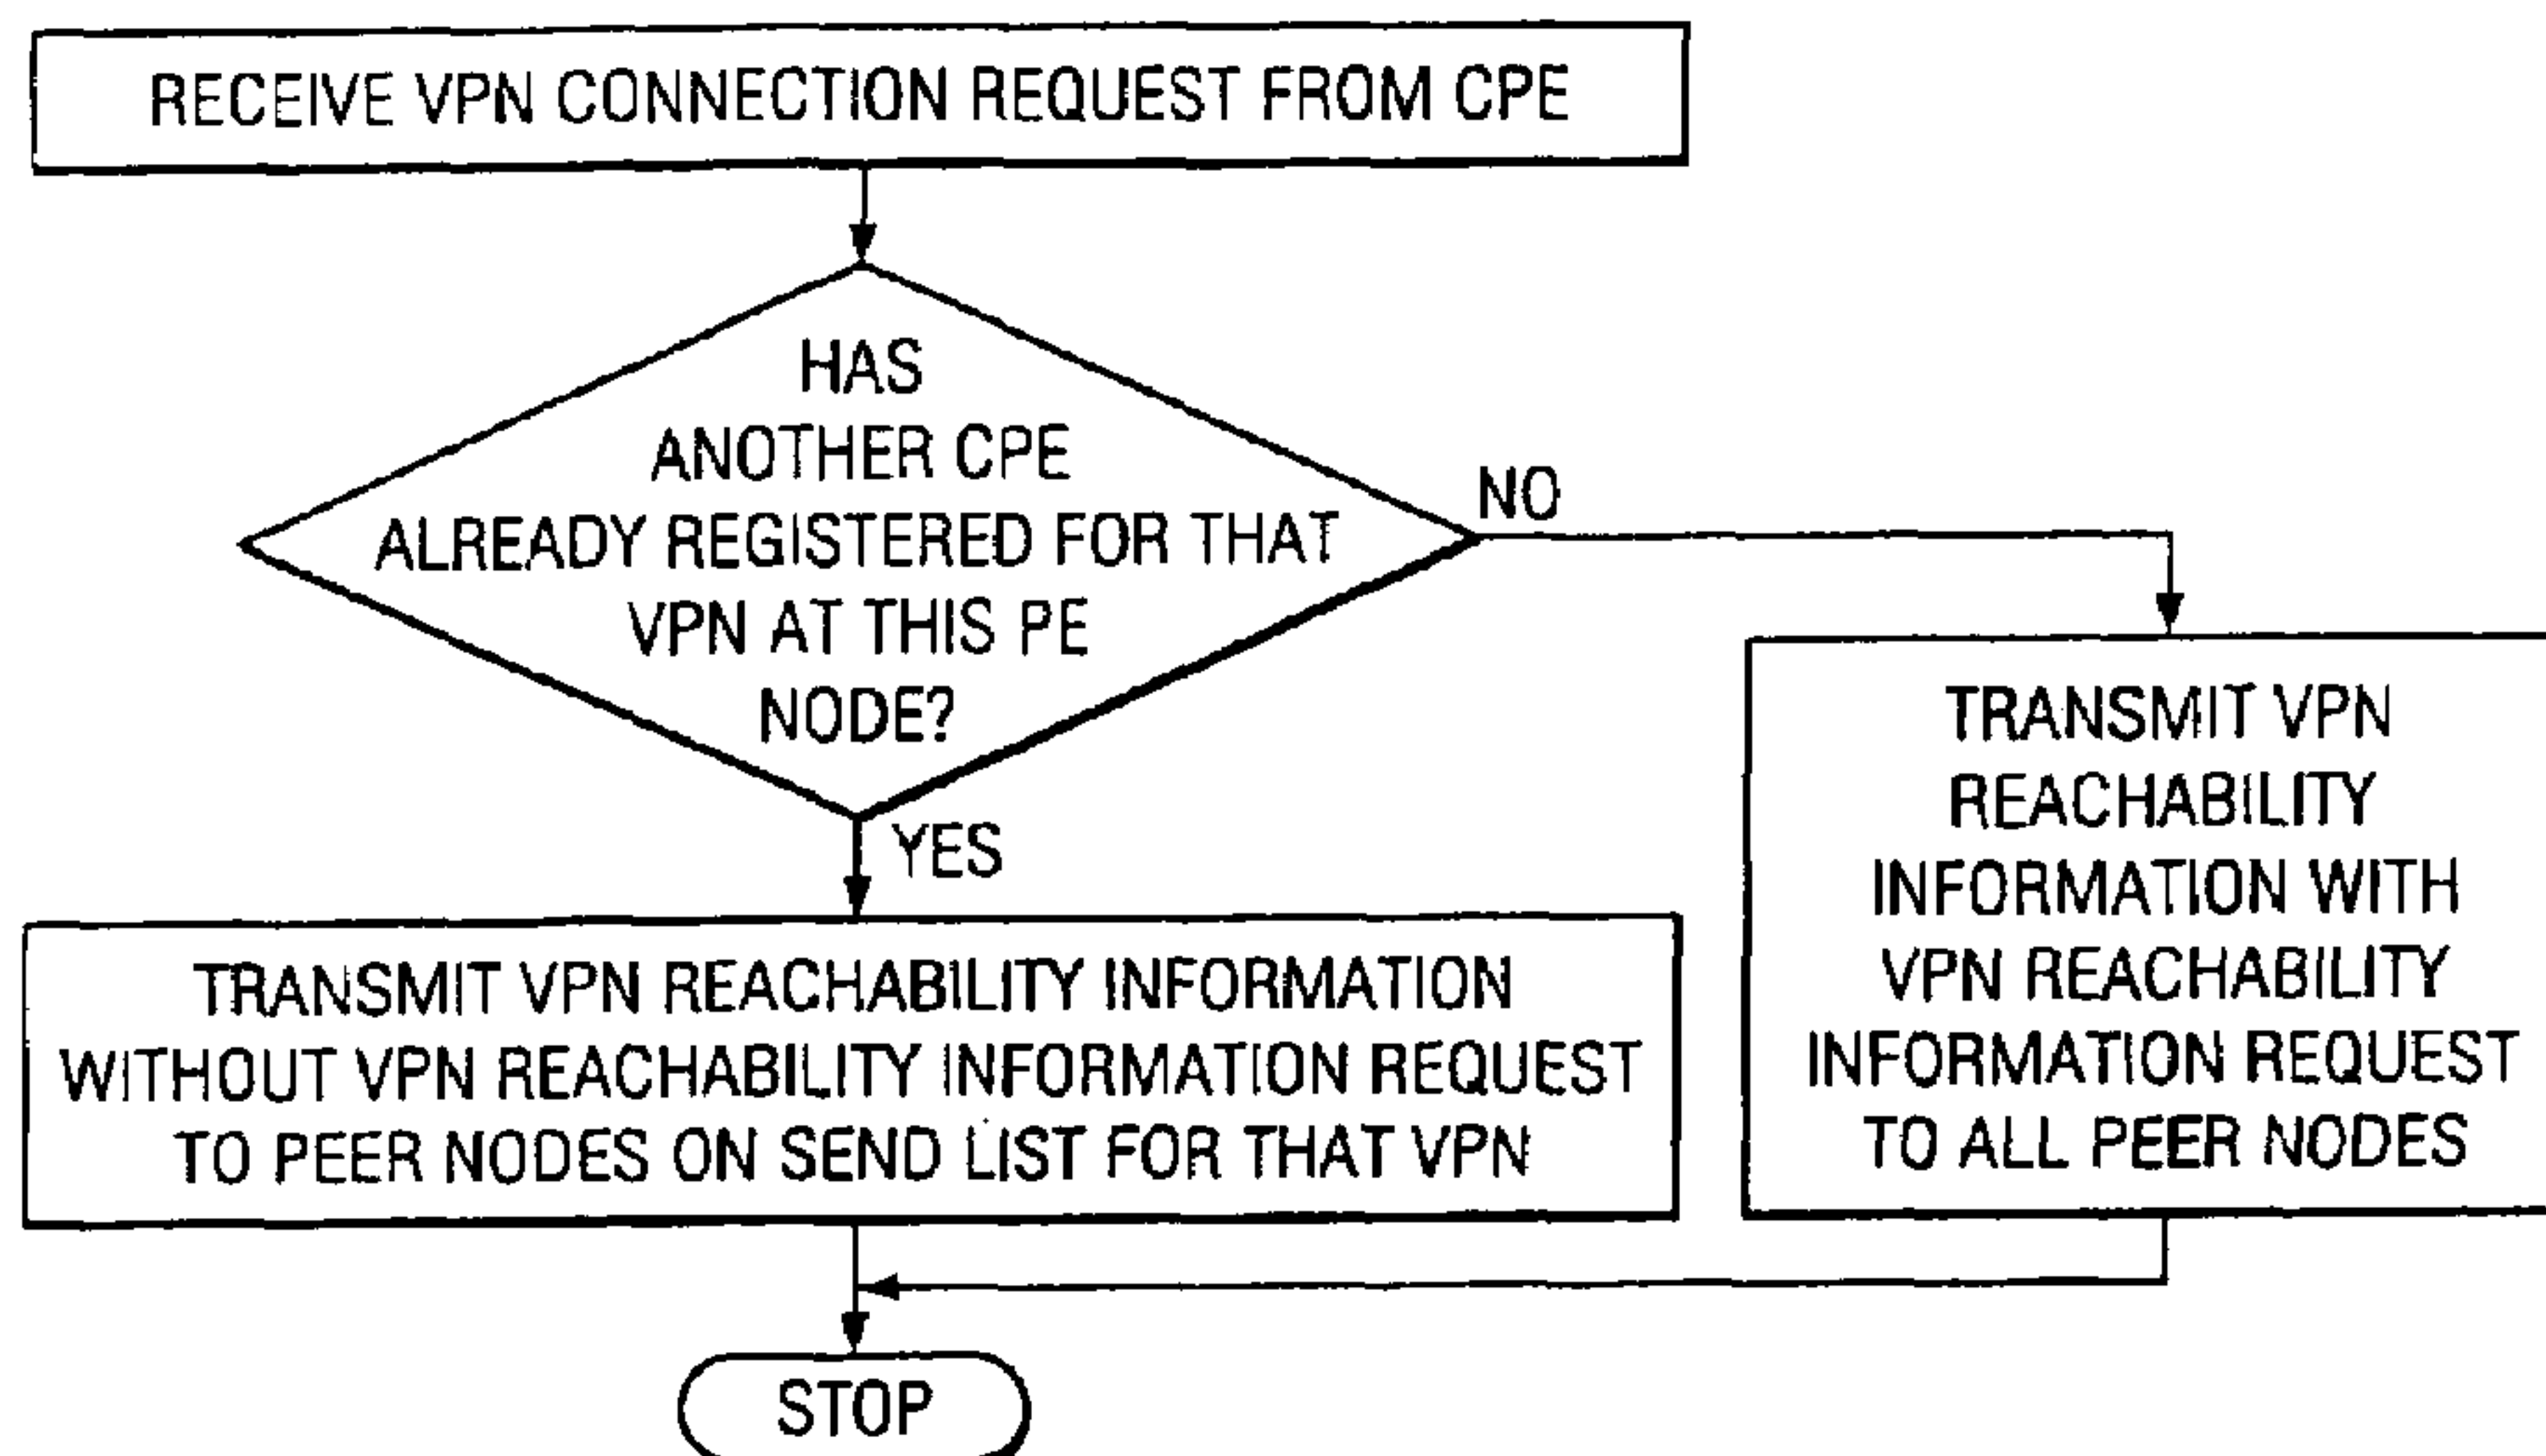 RECEIVE VPN CONNECTION REQUEST FROM CPE
HAS
ANOTHER CPE
ALREADY REGISTERED FOR THAT
VPN AT THIS PE
NODE?
NO
YES
TRANSMIT VPN REACHABILITY INFORMATION
WITHOUT VPN REACHABILITY INFORMATION REQUEST
TO PEER NODES ON SEND LIST FOR THAT VPN
TRANSMIT VPN
REACHABILITY
INFORMATION WITH
VPN REACHABILITY
INFORMATION REQUEST
TO ALL PEER NODES
STOP